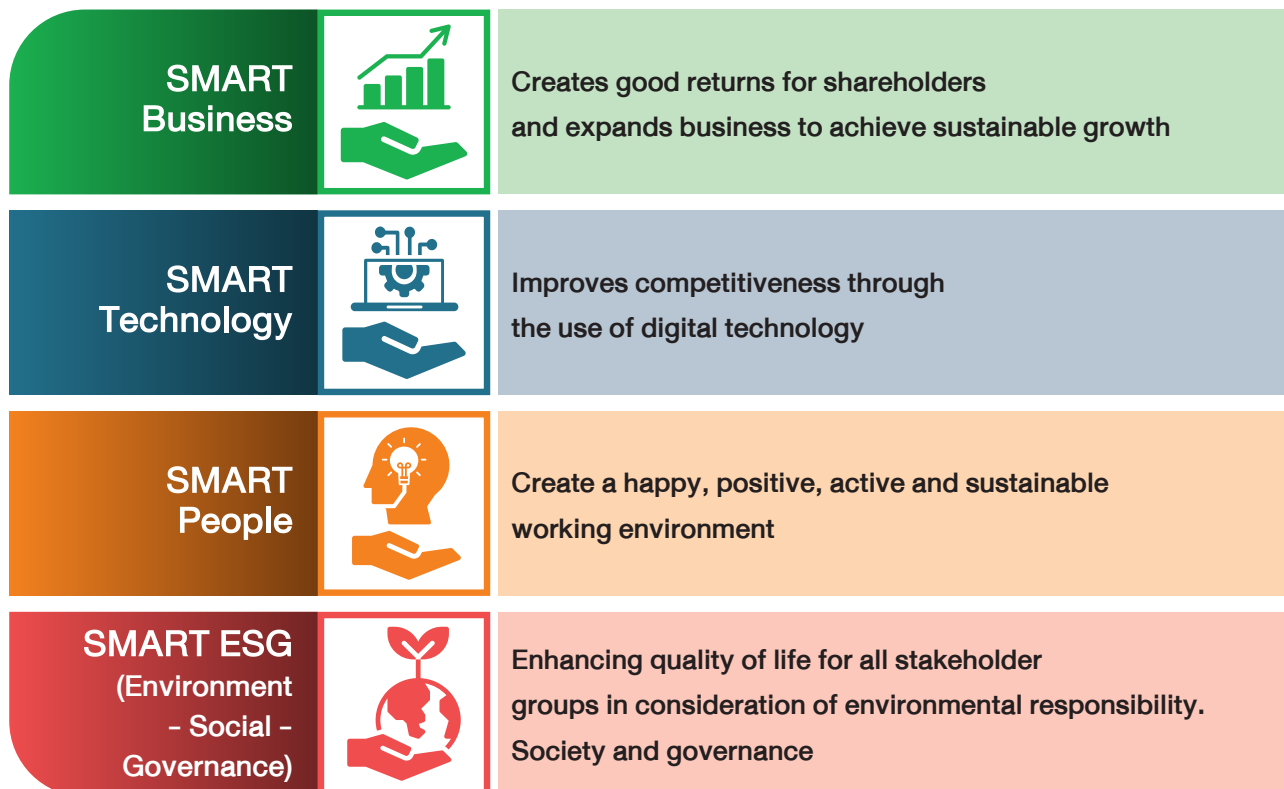 SMART
Business
Creates good returns for shareholders
and expands business to achieve sustainable growth
SMART
Technology
Improves competitiveness through
the use of digital technology
SMART
People
Create a happy, positive, active and sustainable
working environment
SMART ESG
(Environment
– Social –
Governance)
Enhancing quality of life for all stakeholder
groups in consideration of environmental responsibility.
Society and governance